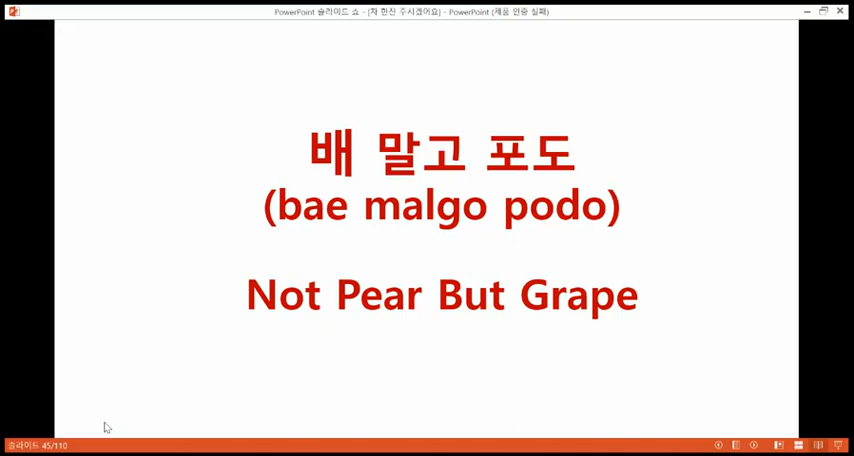 PowerPoint 슬라이드 쇼 - [차 한잔 주시겠어요] - PowerPoint (제품 인증 실패)
배 말고 포도
(bae malgo podo)
Not Pear But Grape
슬라이드 45/110